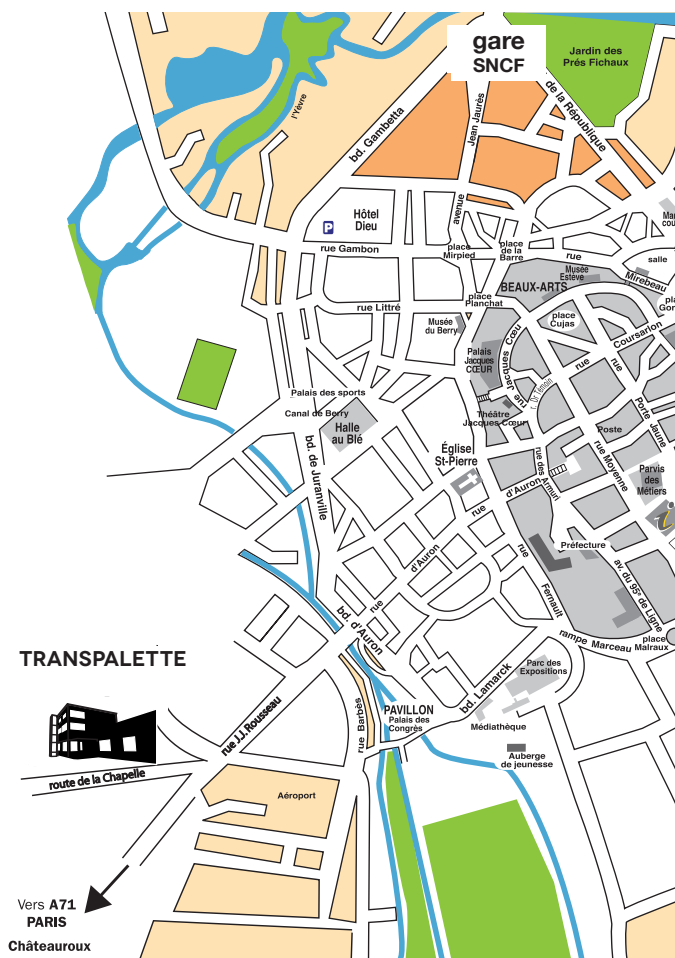 gare
SNCF
Jardin des
Prés Fichaux
l'Yèvre
bd. Gambetta
Jean Jaurès
de la République
avenue
P
Hôtel
Dieu
rue Gambon
place
Mirpied
place
de la
Barre
rue
salle
Musée
Estève
Mirebeau
BEAUX-ARTS
rue Littré
place
Planchat
Musée
du Berry
place
Cujas
Coursarlon
rue
rue
Palais
Jacques
CŒUR
rue Jacques Cœu
r. Dr Témoin
Palais des sports
Canal de Berry
Halle
au Blé
Théâtre
Jacques Cœur
Porte Jaune
Poste
bd. de Juranville
Église
St-Pierre
rue des Armuri
rue Moyenne
Parvis
des
Métiers
i
rue
d'Auron
rue
d'Auron
Préfecture
rue
Fernault
av. du 95e de Ligne
bd. d'Auron
rampe Marceau
place
Malraux
TRANSPALETTE
Parc des
Expositions
bd. Lamarck
PAVILLON
Palais des
Congrès
Médiathèque
rue Barbès
rue J.J. Rousseau
Auberge
de jeunesse
route de la Chapelle
Aéroport
Vers A71
PARIS
Châteauroux